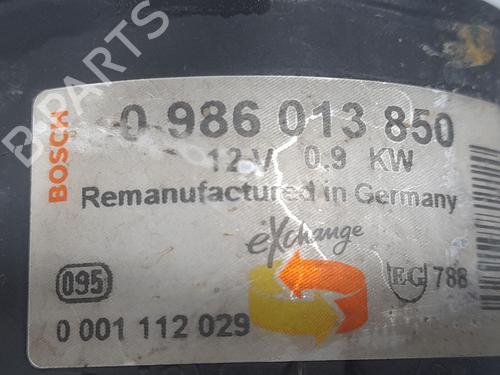 B PARTS
BOSCH
0 986 013 850
12 V 0.9 KW
Remanufactured in Germany
eXchange
095
EG 788
0 001 112 029